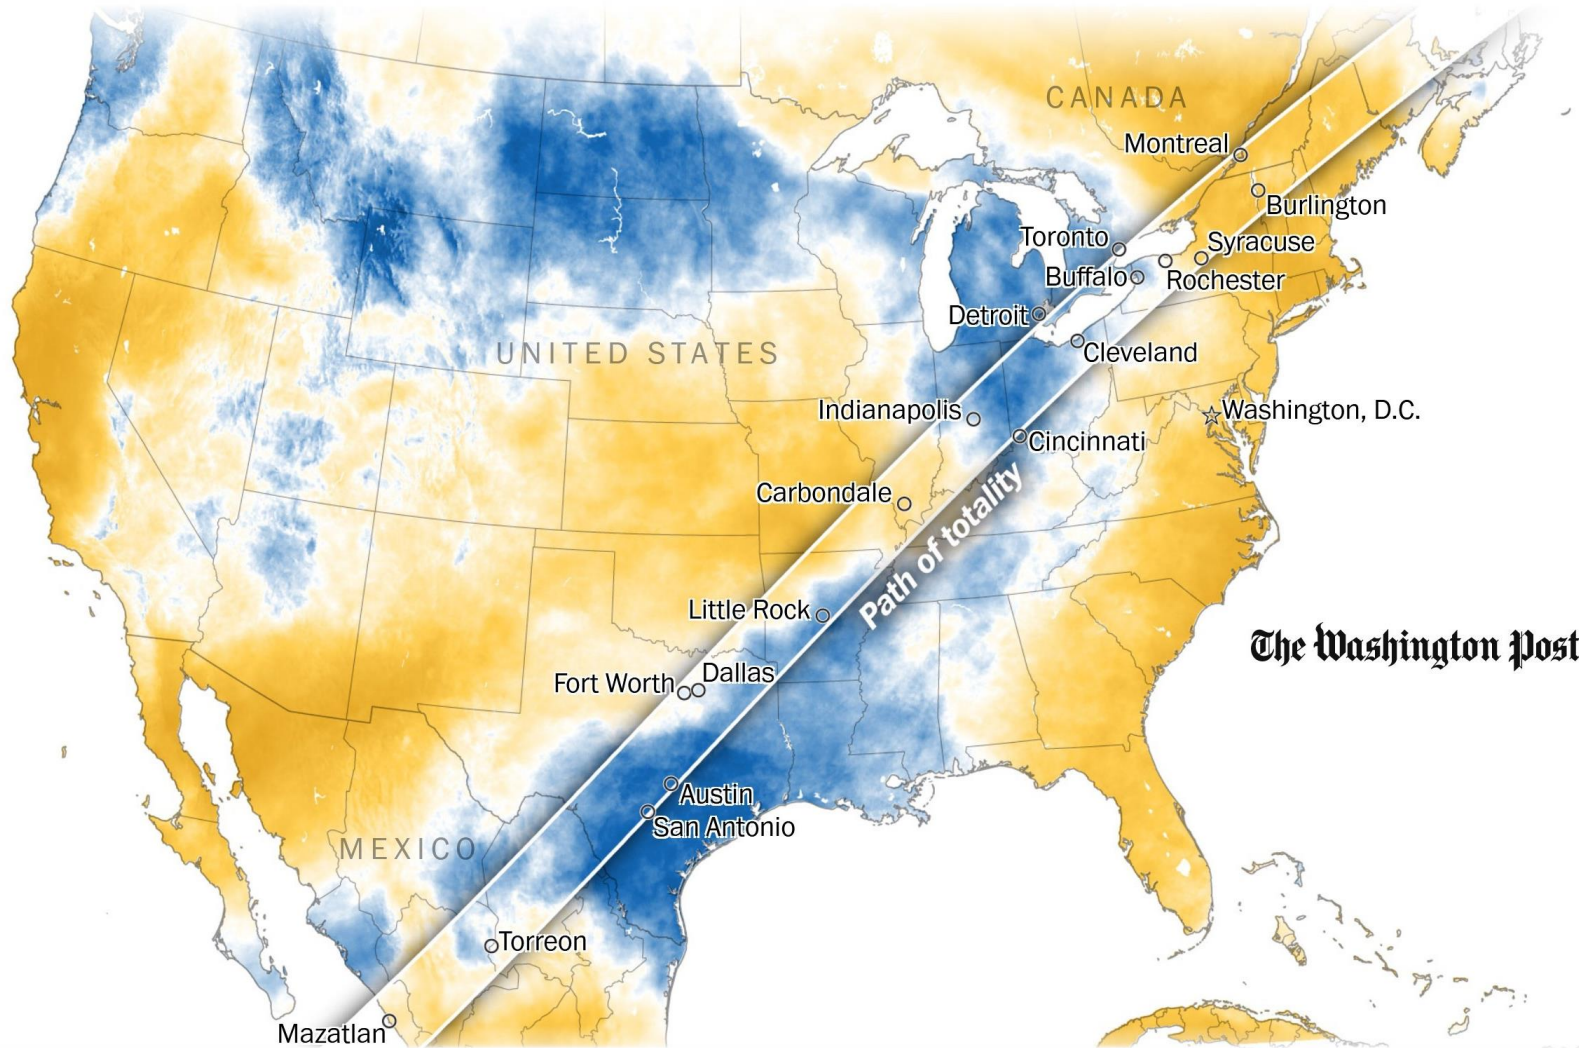 CANADA
Montreal
Burlington
Toronto
Syracuse
Buffalo
Rochester
Detroit
UNITED STATES
Cleveland
Indianapolis
Washington, D.C.
Cincinnati
Carbondale
Path of totality
Little Rock
The Washington Post
Fort Worth
Dallas
Austin
San Antonio
MEXICO
Torreon
Mazatlan